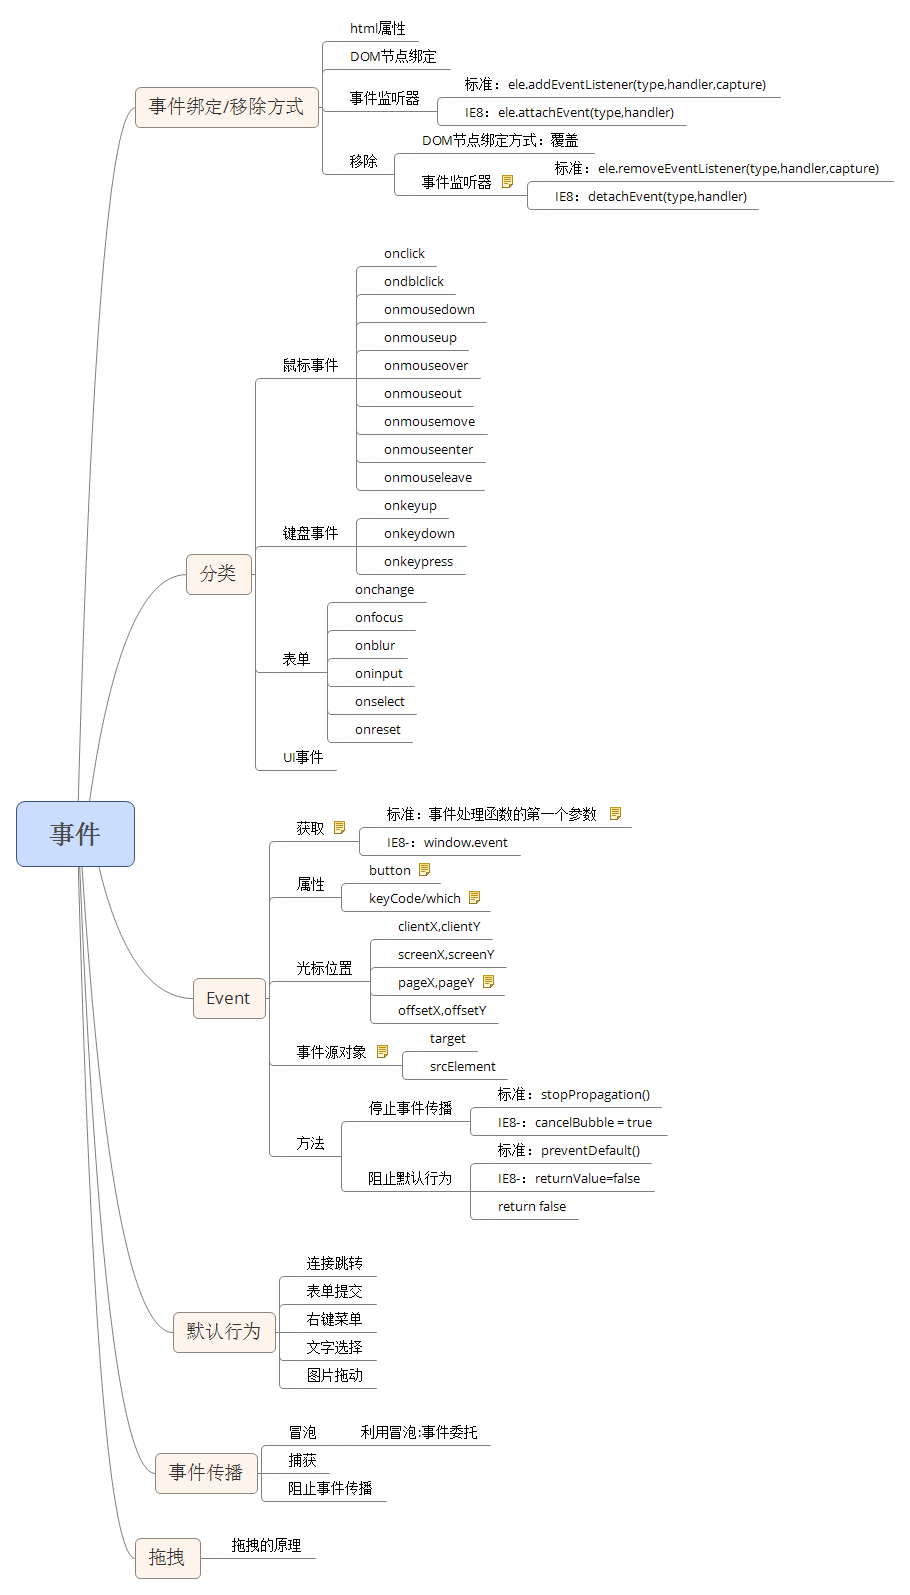 事件
事件绑定/移除方式
html属性
DOM节点绑定
事件监听器
标准：ele.addEventListener(type,handler,capture)
IE8：ele.attachEvent(type,handler)
移除
DOM节点绑定方式：覆盖
事件监听器
标准：ele.removeEventListener(type,handler,capture)
IE8：detachEvent(type,handler)
分类
鼠标事件
onclick
ondblclick
onmousedown
onmouseup
onmouseover
onmouseout
onmousemove
onmouseenter
onmouseleave
键盘事件
onkeyup
onkeydown
onkeypress
表单
onchange
onfocus
onblur
oninput
onselect
onreset
UI事件
Event
获取
标准：事件处理函数的第一个参数
IE8-：window.event
属性
button
keyCode/which
光标位置
clientX,clientY
screenX,screenY
pageX,pageY
offsetX,offsetY
事件源对象
target
srcElement
方法
停止事件传播
标准：stopPropagation()
IE8-：cancelBubble = true
阻止默认行为
标准：preventDefault()
IE8-：returnValue=false
return false
默认行为
连接跳转
表单提交
右键菜单
文字选择
图片拖动
事件传播
冒泡
利用冒泡:事件委托
捕获
阻止事件传播
拖拽
拖拽的原理